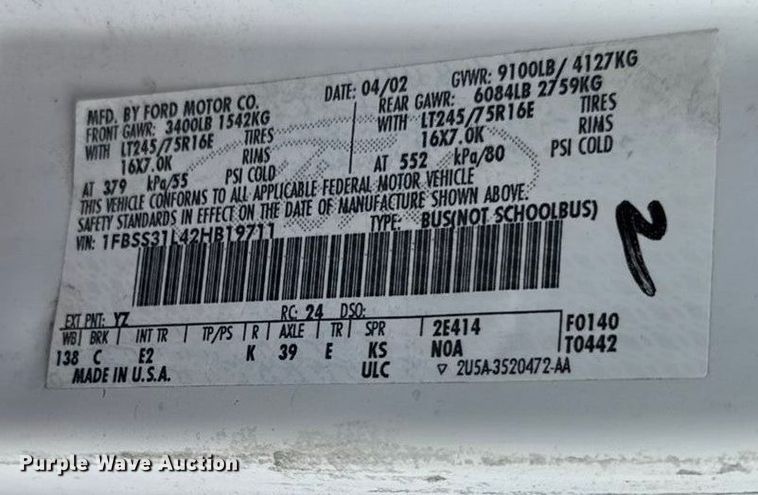 MFD. BY FORD MOTOR CO. DATE: 04/02 GVWR: 9100LB/ 4127KG
FRONT GAWR: 3400LB 1542KG REAR GAWR: 6084LB 2759KG
WITH LT245/75R16E TIRES WITH LT245/75R16E TIRES
16X7.0K RIMS 16X7.0K RIMS
AT 379 kPa/55 PSI COLD AT 552 kPa/80 PSI COLD
THIS VEHICLE CONFORMS TO ALL APPLICABLE FEDERAL MOTOR VEHICLE
SAFETY STANDARDS IN EFFECT ON THE DATE OF MANUFACTURE SHOWN ABOVE.
VIN: 1FBSS31L42HB19711 TYPE: BUS(NOT SCHOOLBUS)
EXT PNT: YZ RC: 24 DSO:
WB BRK INT TR TP/PS R AXLE TR SPR 2E414 F0140
138 C E2 K 39 E KS N0A T0442
MADE IN U.S.A. ULC 2U5A-3520472-AA
Purple Wave Auction